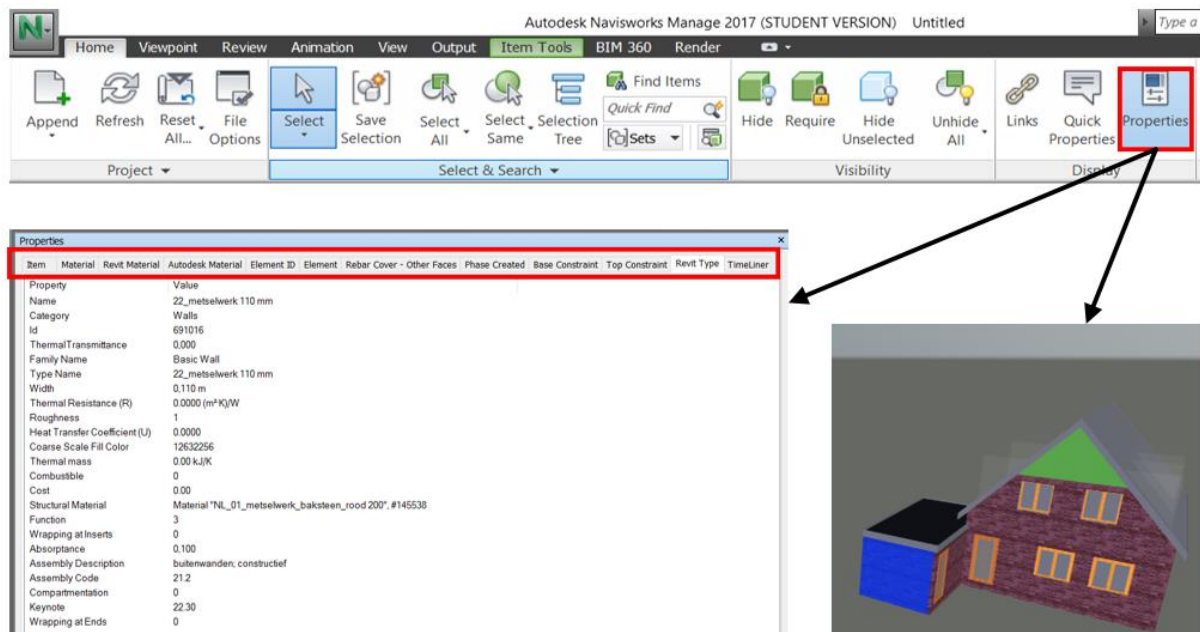 Autodesk Navisworks Manage 2017 (STUDENT VERSION) Untitled
Type a
Home Viewpoint Review Animation View Output Item Tools BIM 360 Render
Append
Refresh
Reset All...
File Options
Select
Save Selection
Select All
Select Same
Selection Tree
Find Items
Quick Find
Sets
Hide
Require
Hide Unselected
Unhide All
Links
Quick Properties
Properties
Project
Select & Search
Visibility
Display
Properties
Item Material Revit Material Autodesk Material Element ID Element Rebar Cover - Other Faces Phase Created Base Constraint Top Constraint Revit Type TimeLiner
Property Value
Name 22_metselwerk 110 mm
Category Walls
Id 691016
ThermalTransmittance 0.000
Family Name Basic Wall
Type Name 22_metselwerk 110 mm
Width 0,110 m
Thermal Resistance (R) 0.0000 (m²·K)/W
Roughness 1
Heat Transfer Coefficient (U) 0.0000
Coarse Scale Fill Color 12632256
Thermal mass 0.00 kJ/K
Combustible 0
Cost 0.00
Structural Material Material "NL_01_metselwerk_baksteen_rood 200", #145538
Function 3
Wrapping at Inserts 0
Absorptance 0,100
Assembly Description buitenwanden; constructief
Assembly Code 21.2
Compartmentation 0
Keynote 22.30
Wrapping at Ends 0